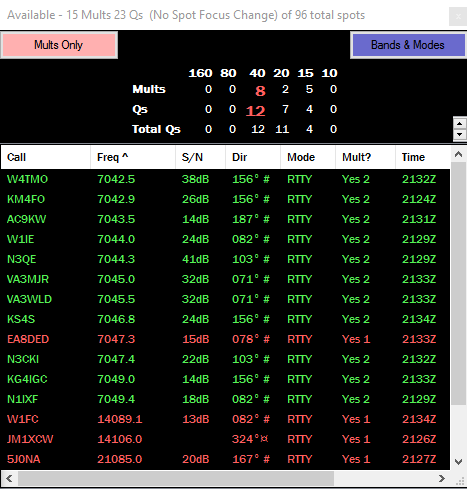 Available - 15 Mults 23 Qs (No Spot Focus Change) of 96 total spots
Mults Only Bands & Modes
160 80 40 20 15 10
Mults 0 0 8 2 5 0
Qs 0 0 12 7 4 0
Total Qs 0 0 12 11 4 0
Call Freq ^ S/N Dir Mode Mult? Time
W4TMO 7042.5 38dB 156° # RTTY Yes 2 2132Z
KM4FO 7042.9 26dB 156° # RTTY Yes 2 2124Z
AC9KW 7043.5 14dB 187° # RTTY Yes 2 2131Z
W1IE 7044.0 24dB 082° # RTTY Yes 2 2129Z
N3QE 7044.3 41dB 103° # RTTY Yes 2 2129Z
VA3MJR 7045.0 32dB 071° # RTTY Yes 2 2133Z
VA3WLD 7045.5 32dB 071° # RTTY Yes 2 2133Z
KS4S 7046.8 24dB 156° # RTTY Yes 2 2134Z
EA8DED 7047.3 15dB 078° # RTTY Yes 1 2133Z
N3CKI 7047.4 22dB 103° # RTTY Yes 2 2132Z
KG4IGC 7049.0 14dB 156° # RTTY Yes 2 2133Z
N1IXF 7049.4 18dB 082° # RTTY Yes 2 2129Z
W1FC 14089.1 13dB 082° # RTTY Yes 1 2134Z
JM1XCW 14106.0 324°¤ RTTY Yes 1 2126Z
5J0NA 21085.0 20dB 167° # RTTY Yes 1 2127Z